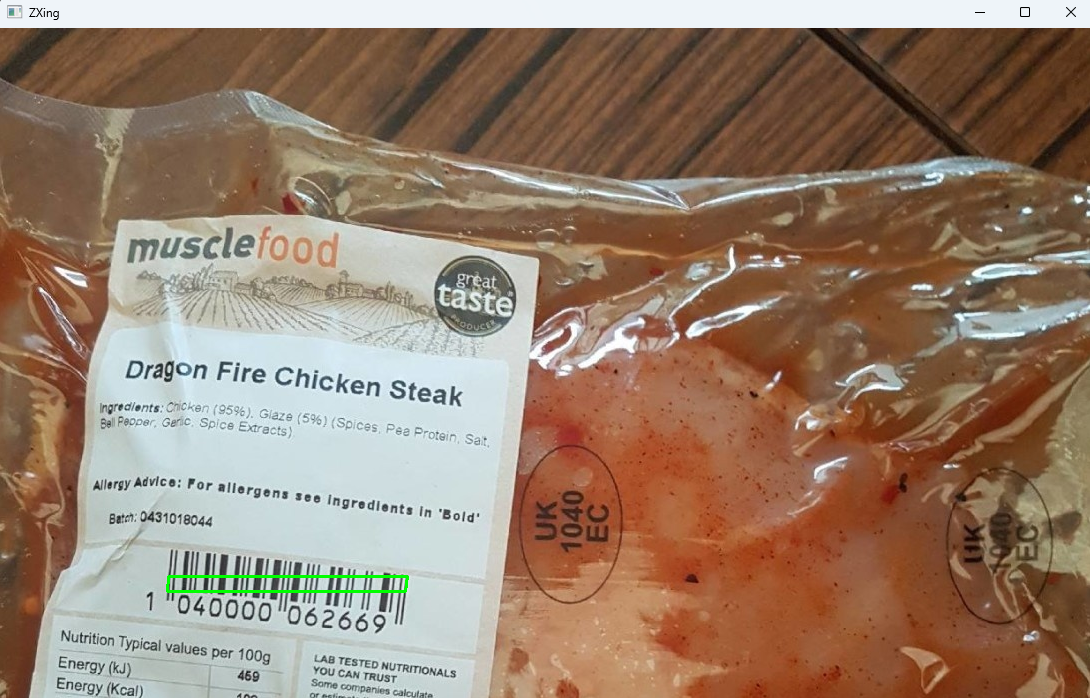 ZXing
musclefood
great
taste
PRODUCER
Dragon Fire Chicken Steak
Ingredients: Chicken (95%), Glaze (5%) (Spices, Pea Protein, Salt,
Bell Pepper, Garlic, Spice Extracts)
Allergy Advice: For allergens see ingredients in 'Bold'
Batch: 0431018044
1 040000 062669
Nutrition Typical values per 100g
Energy (kJ) 459
Energy (Kcal)
LAB TESTED NUTRITIONALS
YOU CAN TRUST
Some companies calculate
UK
1040
EC
UK
1040
EC